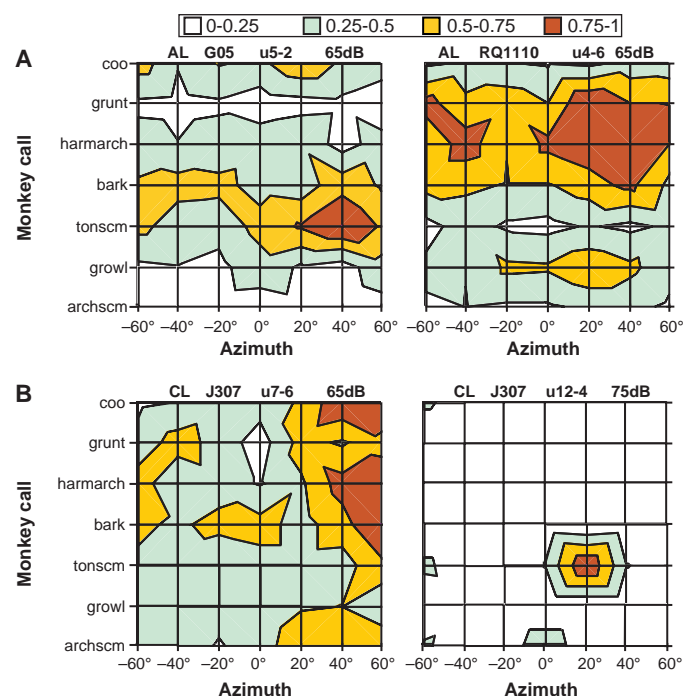 0-0.25 0.25-0.5 0.5-0.75 0.75-1
A
AL G05 u5-2 65dB
AL RQ1110 u4-6 65dB
Monkey call
coo
grunt
harmarch
bark
tonscm
growl
archscm
−60° −40° −20° 0° 20° 40° 60°
−60° −40° −20° 0° 20° 40° 60°
Azimuth
Azimuth
B
CL J307 u7-6 65dB
CL J307 u12-4 75dB
Monkey call
coo
grunt
harmarch
bark
tonscm
growl
archscm
−60° −40° −20° 0° 20° 40° 60°
−60° −40° −20° 0° 20° 40° 60°
Azimuth
Azimuth